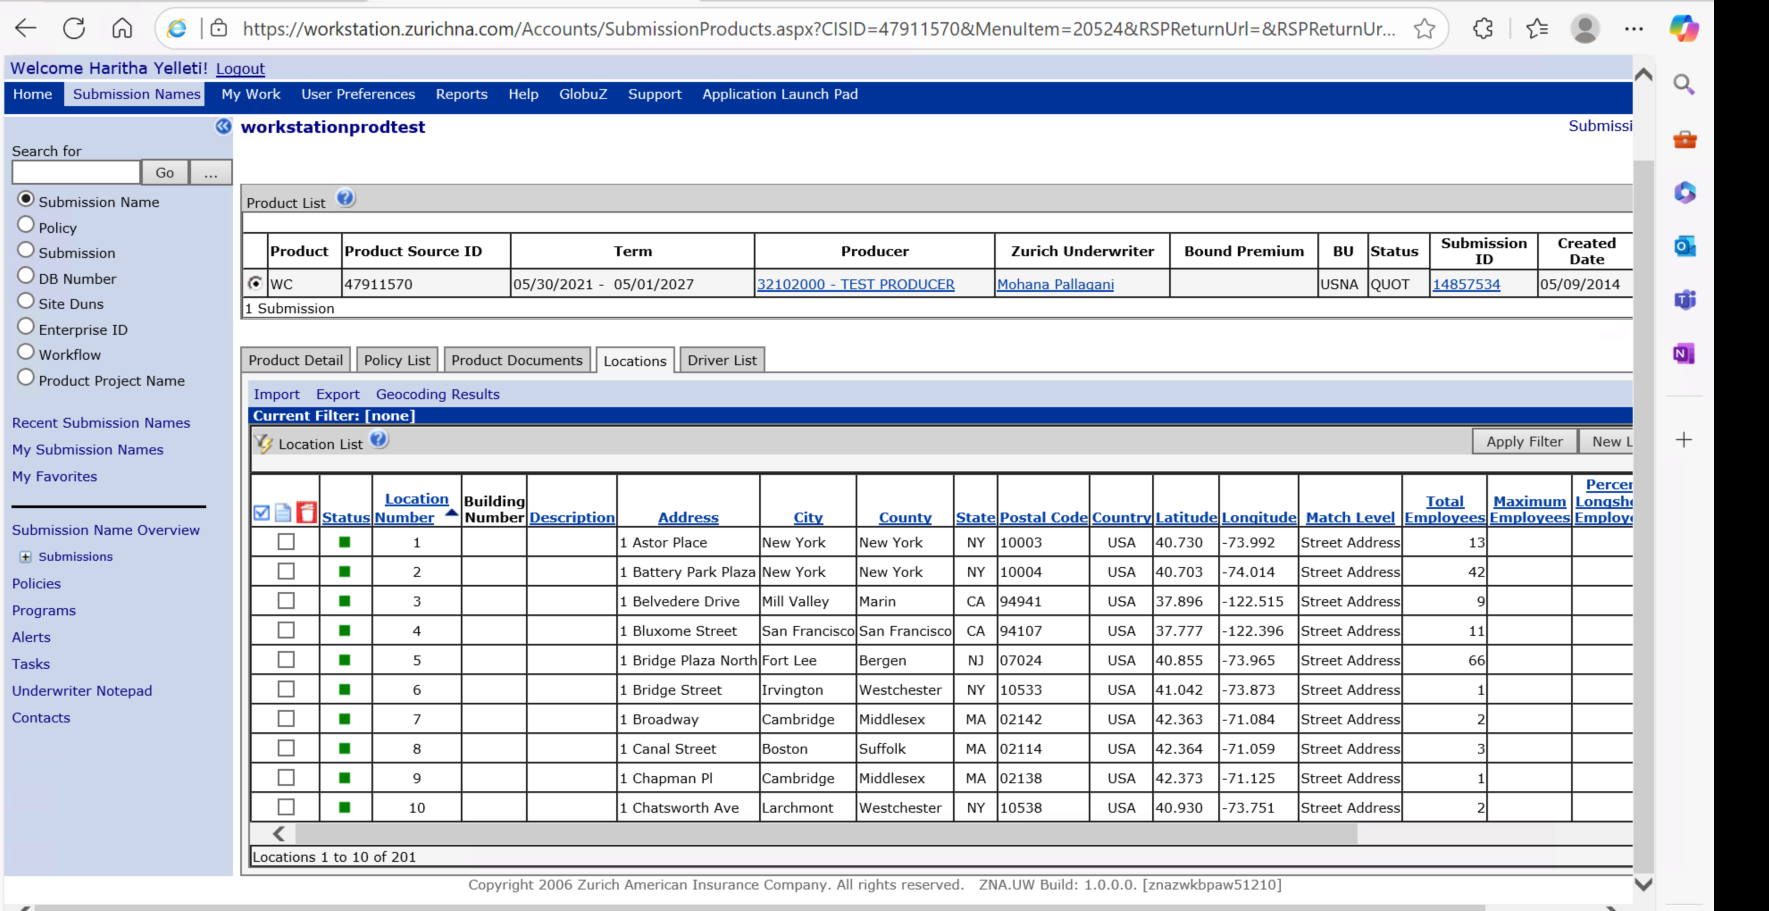 https://workstation.zurichna.com/Accounts/SubmissionProducts.aspx?CISID=47911570&MenuItem=20524&RSPReturnUrl=&RSPReturnUr...
Welcome Haritha Yelleti! Logout
Home Submission Names My Work User Preferences Reports Help GlobuZ Support Application Launch Pad
workstationprodtest Submissi
Search for
Go ...
Submission Name
Policy
Submission
DB Number
Site Duns
Enterprise ID
Workflow
Product Project Name
Recent Submission Names
My Submission Names
My Favorites
Submission Name Overview
Submissions
Policies
Programs
Alerts
Tasks
Underwriter Notepad
Contacts
Product List
Product Product Source ID Term Producer Zurich Underwriter Bound Premium BU Status Submission ID Created Date
WC 47911570 05/30/2021 - 05/01/2027 32102000 - TEST PRODUCER Mohana Pallagani USNA QUOT 14857534 05/09/2014
1 Submission
Product Detail Policy List Product Documents Locations Driver List
Import Export Geocoding Results
Current Filter: [none]
Location List Apply Filter New L
Status Location Number Building Number Description Address City County State Postal Code Country Latitude Longitude Match Level Total Employees Maximum Employees Percen Longsho Employe
1 1 Astor Place New York New York NY 10003 USA 40.730 -73.992 Street Address 13
2 1 Battery Park Plaza New York New York NY 10004 USA 40.703 -74.014 Street Address 42
3 1 Belvedere Drive Mill Valley Marin CA 94941 USA 37.896 -122.515 Street Address 9
4 1 Bluxome Street San Francisco San Francisco CA 94107 USA 37.777 -122.396 Street Address 11
5 1 Bridge Plaza North Fort Lee Bergen NJ 07024 USA 40.855 -73.965 Street Address 66
6 1 Bridge Street Irvington Westchester NY 10533 USA 41.042 -73.873 Street Address 1
7 1 Broadway Cambridge Middlesex MA 02142 USA 42.363 -71.084 Street Address 2
8 1 Canal Street Boston Suffolk MA 02114 USA 42.364 -71.059 Street Address 3
9 1 Chapman Pl Cambridge Middlesex MA 02138 USA 42.373 -71.125 Street Address 1
10 1 Chatsworth Ave Larchmont Westchester NY 10538 USA 40.930 -73.751 Street Address 2
Locations 1 to 10 of 201
Copyright 2006 Zurich American Insurance Company. All rights reserved. ZNA.UW Build: 1.0.0.0. [znazwkbpaw51210]